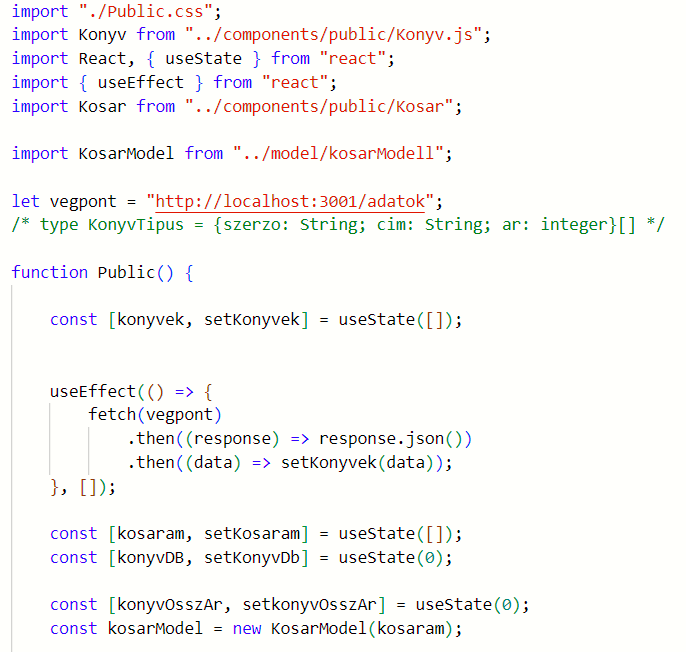 import "./Public.css";
import Konyv from "../components/public/Konyv.js";
import React, { useState } from "react";
import { useEffect } from "react";
import Kosar from "../components/public/Kosar";
import KosarModel from "../model/kosarModell";
let vegpont = "http://localhost:3001/adatok";
/* type KonyvTipus = {szerzo: String; cim: String; ar: integer}[] */
function Public() {
const [konyvek, setKonyvek] = useState([]);
useEffect(() => {
fetch(vegpont)
.then((response) => response.json())
.then((data) => setKonyvek(data));
}, []);
const [kosaram, setKosaram] = useState([]);
const [konyvDB, setKonyvDb] = useState(0);
const [konyvOsszAr, setkonyvOsszAr] = useState(0);
const kosarModel = new KosarModel(kosaram);